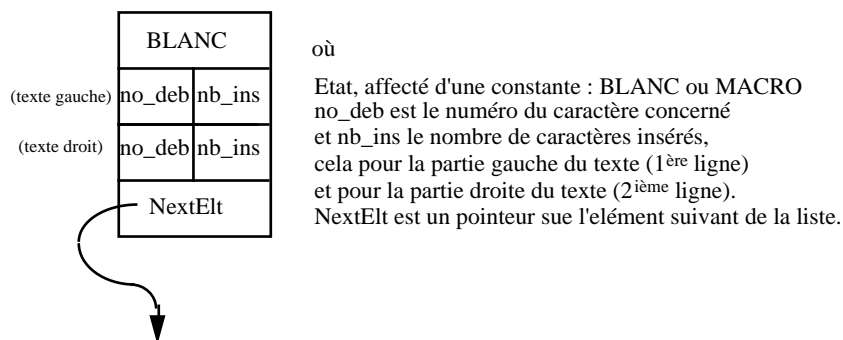 BLANC
où
(texte gauche) no_deb nb_ins
(texte droit) no_deb nb_ins
NextElt
Etat, affecté d'une constante : BLANC ou MACRO
no_deb est le numéro du caractère concerné
et nb_ins le nombre de caractères insérés,
cela pour la partie gauche du texte (1ère ligne)
et pour la partie droite du texte (2ième ligne).
NextElt est un pointeur sue l'elément suivant de la liste.